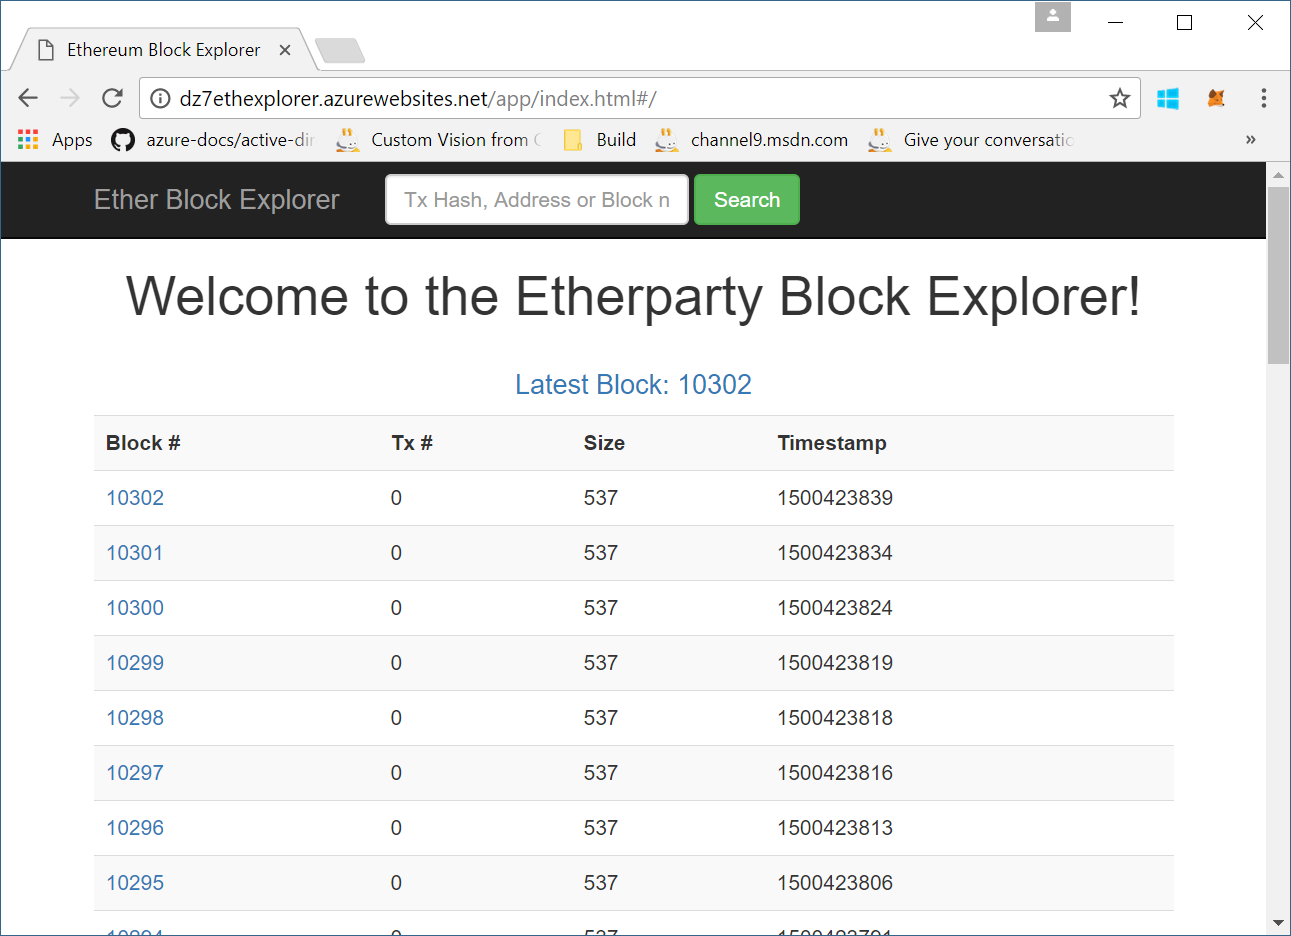 Ethereum Block Explorer
dz7ethexplorer.azurewebsites.net/app/index.html#/
Apps azure-docs/active-dir Custom Vision from Build channel9.msdn.com Give your conversatio »
Ether Block Explorer Tx Hash, Address or Block n Search
Welcome to the Etherparty Block Explorer!
Latest Block: 10302
Block # Tx # Size Timestamp
10302 0 537 1500423839
10301 0 537 1500423834
10300 0 537 1500423824
10299 0 537 1500423819
10298 0 537 1500423818
10297 0 537 1500423816
10296 0 537 1500423813
10295 0 537 1500423806
10294 0 537 1500423791